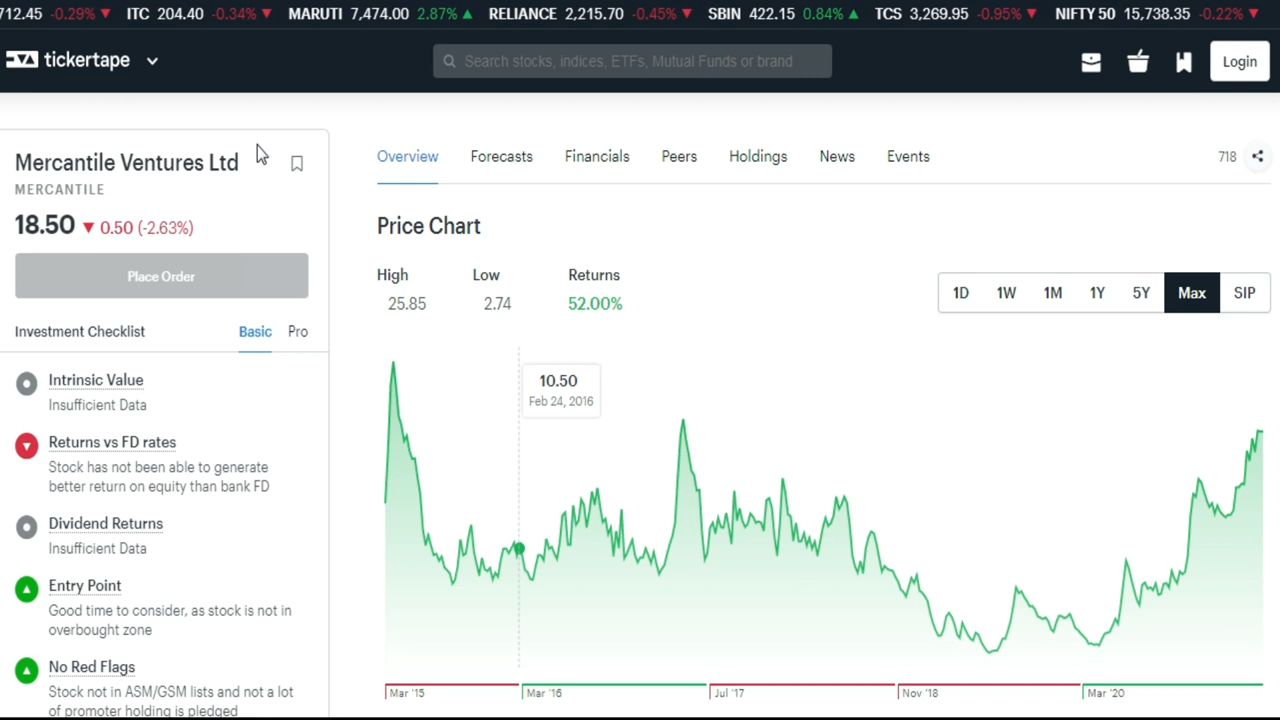 712.45 -0.29% ▼ ITC 204.40 -0.34% ▼ MARUTI 7,474.00 2.87% ▲ RELIANCE 2,215.70 -0.45% ▼ SBIN 422.15 0.84% ▲ TCS 3,269.95 -0.95% ▼ NIFTY 50 15,738.35 -0.22% ▼
tickertape
Search stocks, indices, ETFs, Mutual Funds or brand
Login
Mercantile Ventures Ltd
MERCANTILE
18.50 ▼ 0.50 (-2.63%)
Place Order
Investment Checklist Basic Pro
Intrinsic Value
Insufficient Data
Returns vs FD rates
Stock has not been able to generate
better return on equity than bank FD
Dividend Returns
Insufficient Data
Entry Point
Good time to consider, as stock is not in
overbought zone
No Red Flags
Stock not in ASM/GSM lists and not a lot
of promoter holding is pledged
Overview Forecasts Financials Peers Holdings News Events
718
Price Chart
High Low Returns
25.85 2.74 52.00%
1D 1W 1M 1Y 5Y Max SIP
10.50
Feb 24, 2016
Mar '15 Mar '16 Jul '17 Nov '18 Mar '20